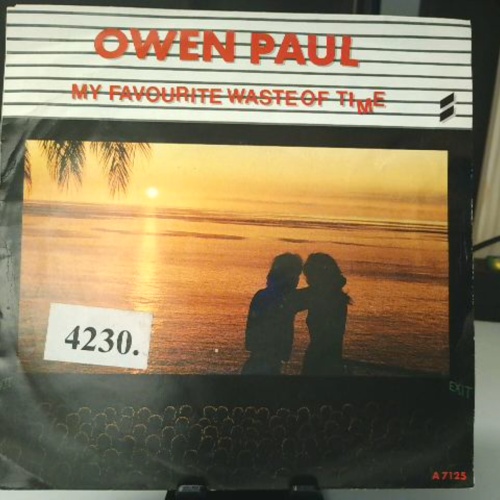 OWEN PAUL
MY FAVOURITE WASTE OF TIME
4230.
EXIT
A 7125